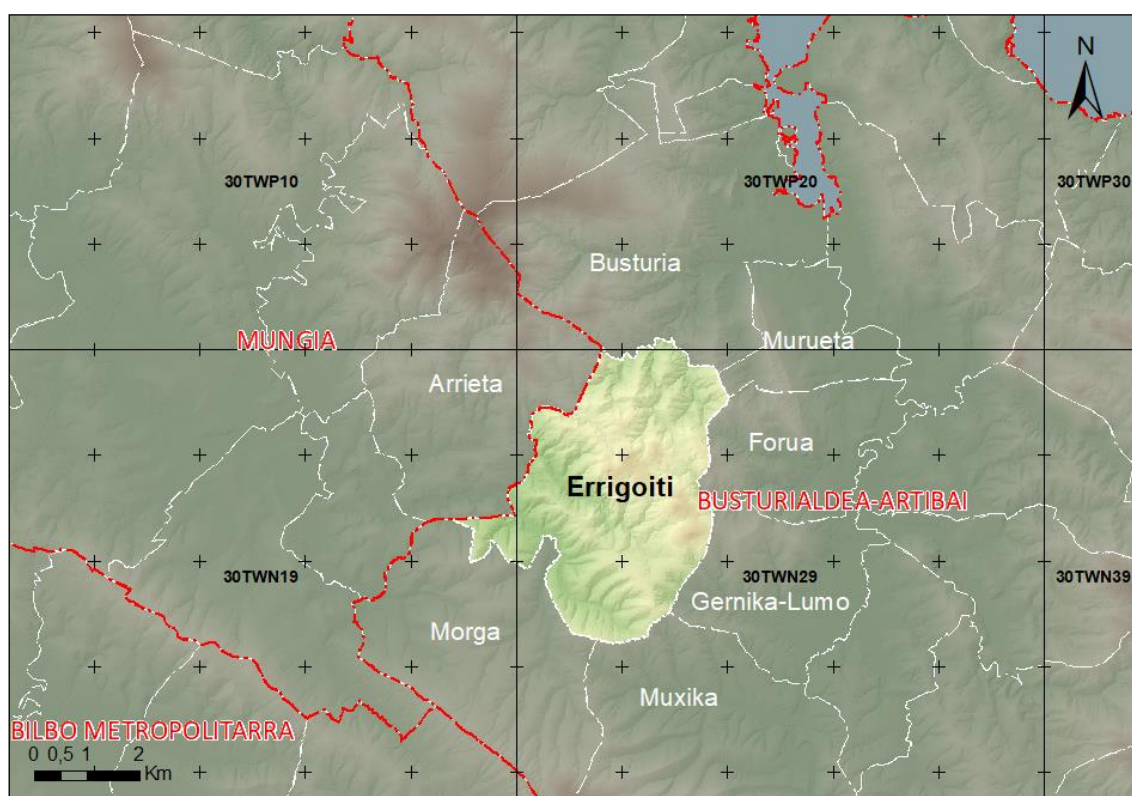 N
30TWP10
30TWP20
30TWP30
Busturia
MUNGIA
Murueta
Arrieta
Forua
Errigoiti
BUSTURIALDEA-ARTIBAI
30TWN19
30TWN29
30TWN39
Gernika-Lumo
Morga
Muxika
BILBO METROPOLITARRA
0 0,5 1 2
Km